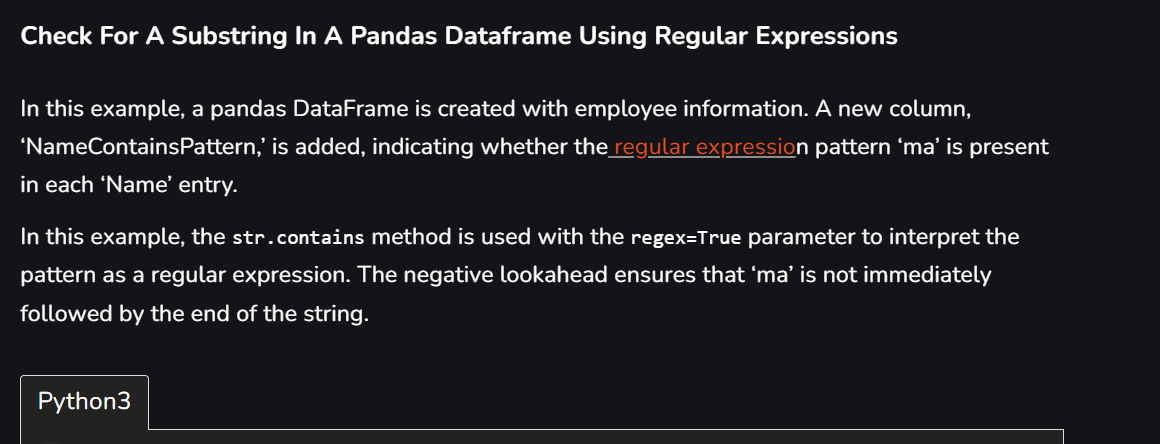 Check For A Substring In A Pandas Dataframe Using Regular Expressions
In this example, a pandas DataFrame is created with employee information. A new column,
‘NameContainsPattern,’ is added, indicating whether the regular expression pattern ‘ma’ is present
in each ‘Name’ entry.
In this example, the str.contains method is used with the regex=True parameter to interpret the
pattern as a regular expression. The negative lookahead ensures that ‘ma’ is not immediately
followed by the end of the string.
Python3